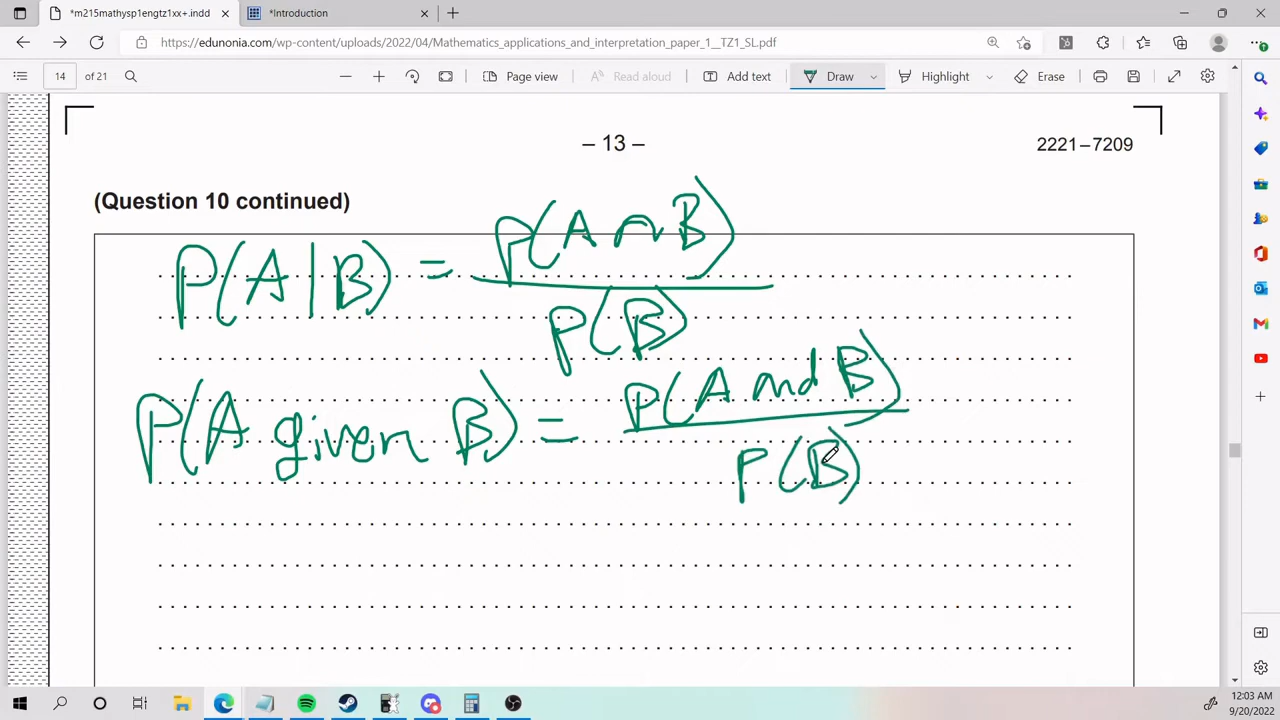 *m215mathysp1engtz1xx+.indd
*Introduction
https://edunonia.com/wp-content/uploads/2022/04/Mathematics_applications_and_interpretation_paper_1__TZ1_SL.pdf
14 of 21
Page view
Read aloud
Add text
Draw
Highlight
Erase
– 13 –
2221–7209
(Question 10 continued)
P(A|B) = P(A∩B)
P(B)
P(A given B) = P(A and B)
P(B)
12:03 AM
9/20/2022